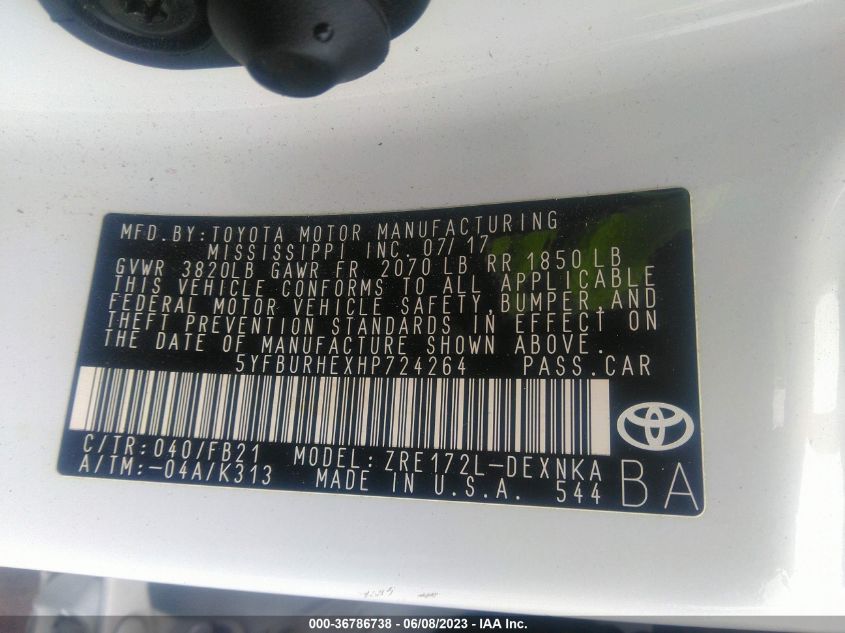 MFD. BY: TOYOTA MOTOR MANUFACTURING
MISSISSIPPI INC. 07/17
GVWR 3820LB GAWR FR 2070 LB RR 1850 LB
THIS VEHICLE CONFORMS TO ALL APPLICABLE
FEDERAL MOTOR VEHICLE SAFETY, BUMPER, AND
THEFT PREVENTION STANDARDS IN EFFECT ON
THE DATE OF MANUFACTURE SHOWN ABOVE.
5YFBURHEXHP724264 PASS. CAR
C/TR: 040/FB21 MODEL: ZRE172L-DEXNKA
A/TM: -04A/K313 MADE IN U.S.A. 544
BA
000-36786738 - 06/08/2023 - © IAA Inc.